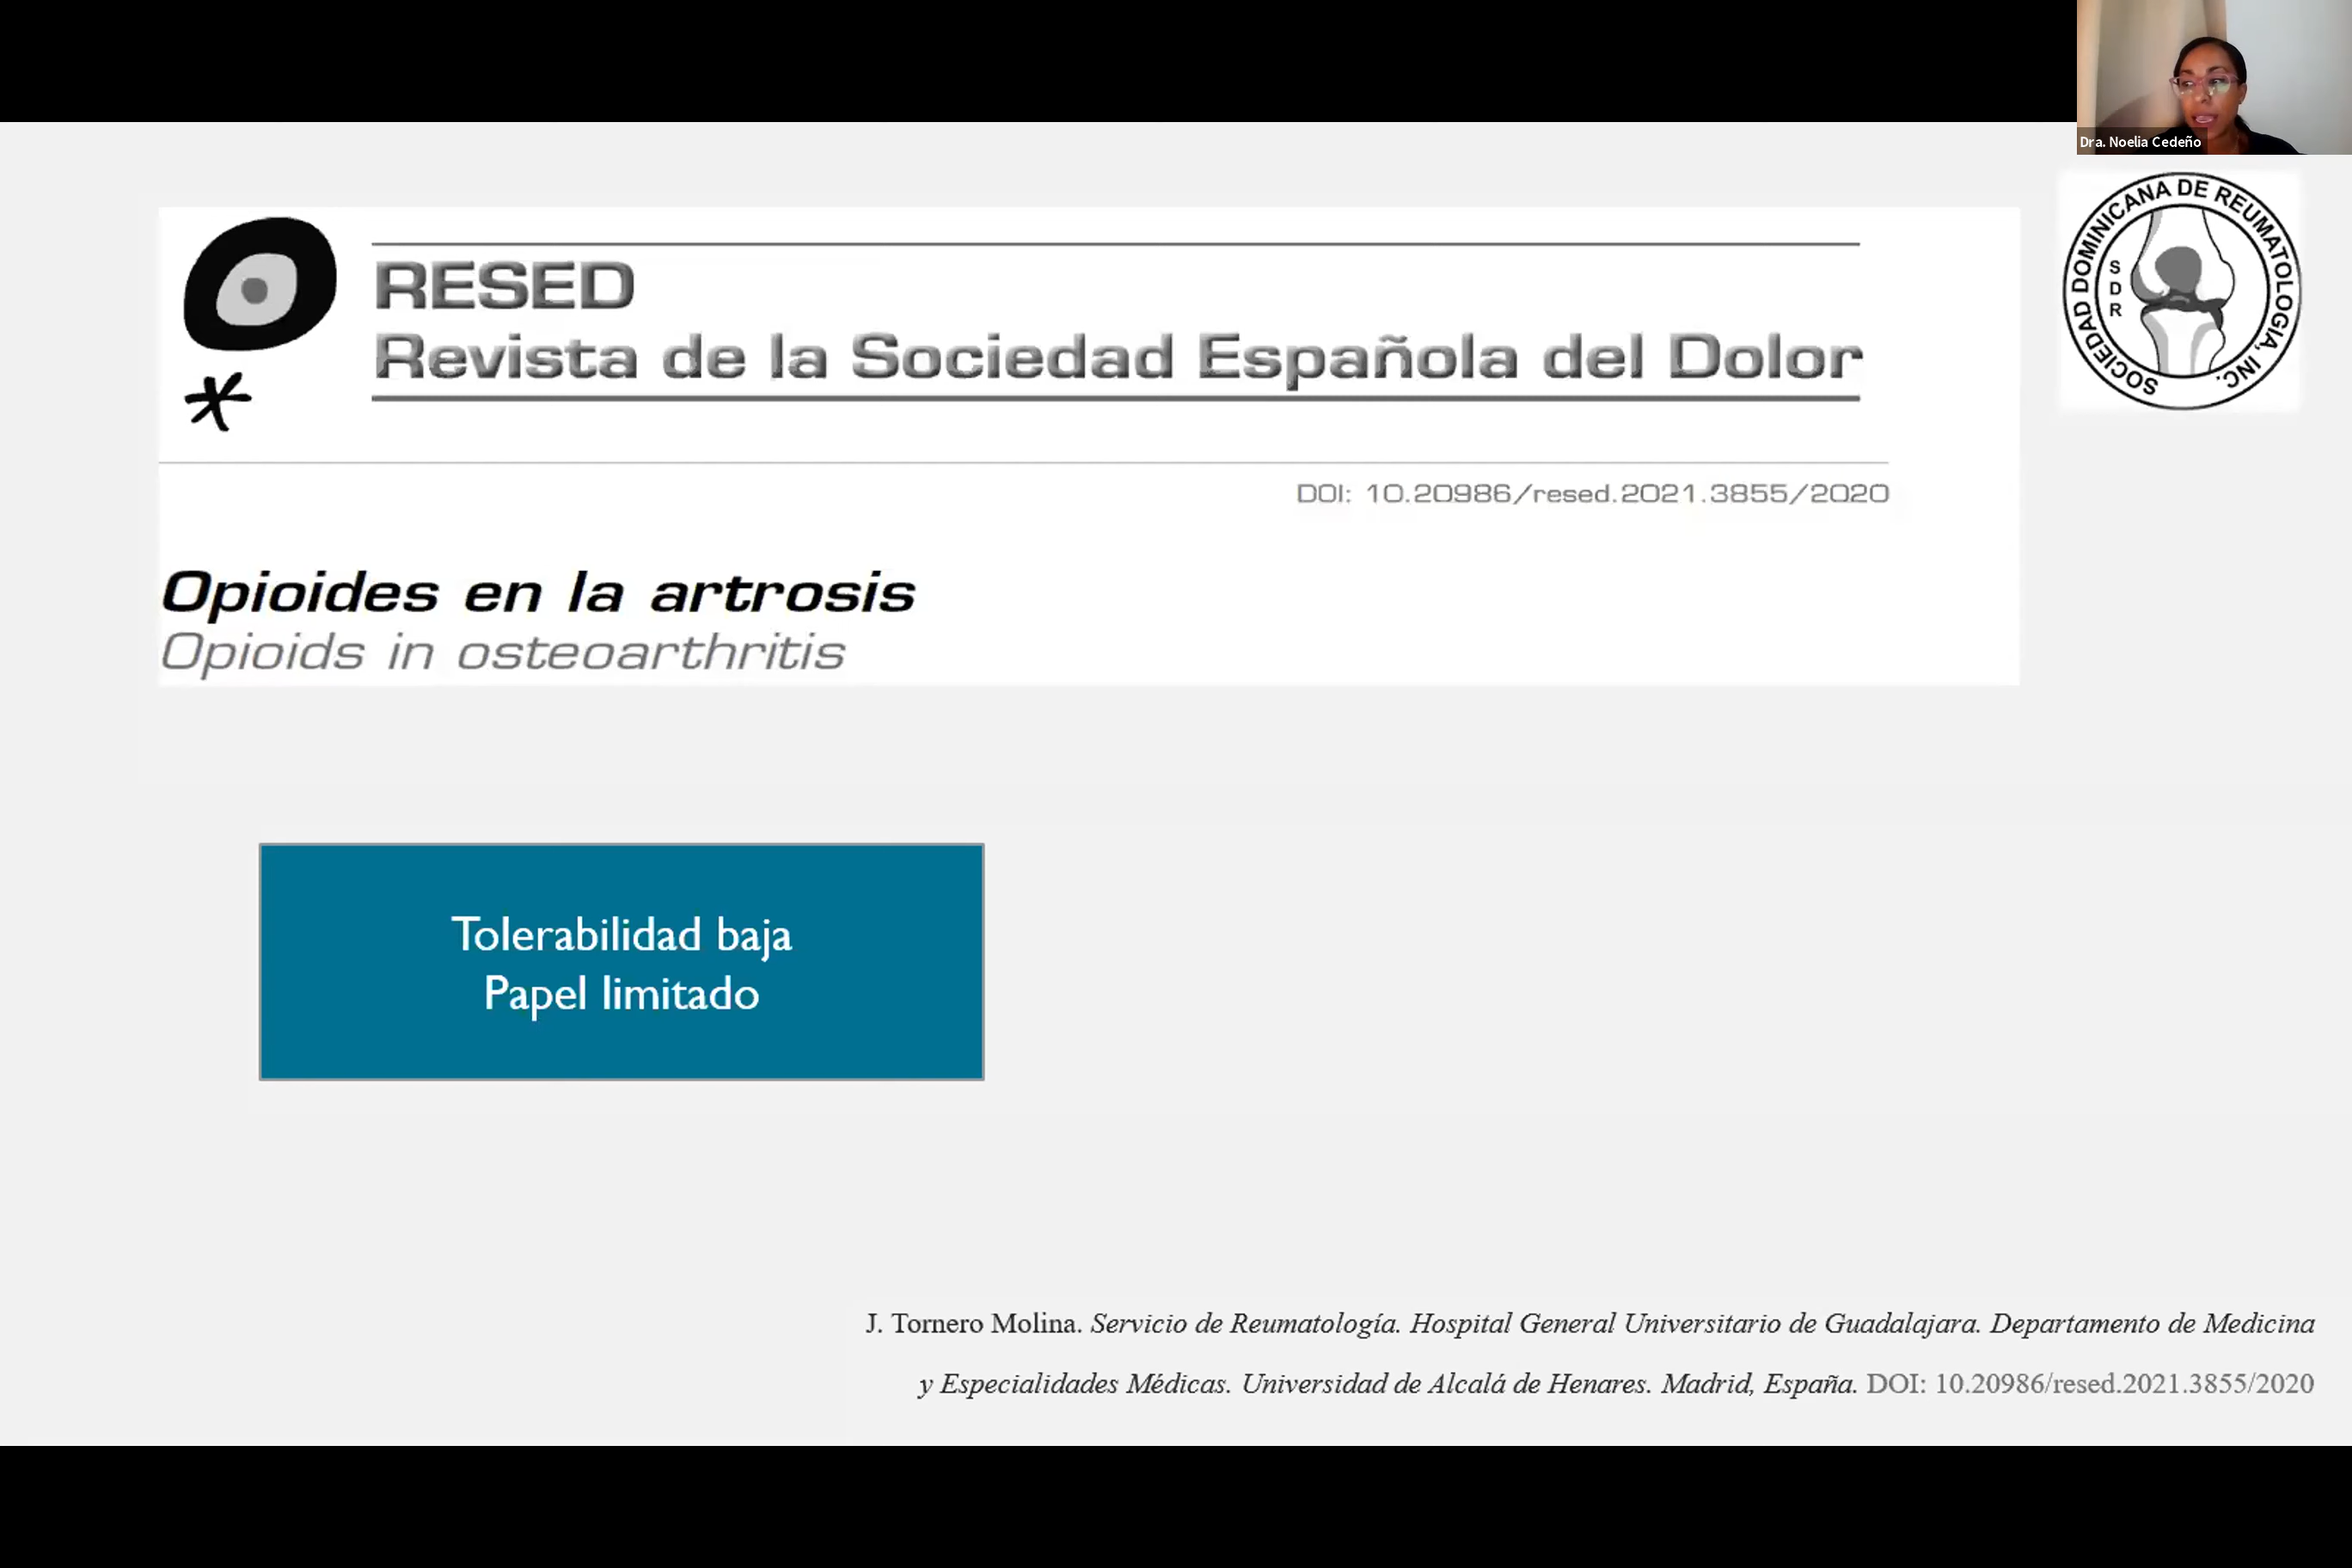 Dra. Noelia Cedeño
SOCIEDAD DOMINICANA DE REUMATOLOGIA, INC.
S
D
R
RESED
Revista de la Sociedad Española del Dolor
DOI: 10.20986/resed.2021.3855/2020
Opioides en la artrosis
Opioids in osteoarthritis
Tolerabilidad baja
Papel limitado
J. Tornero Molina. Servicio de Reumatología. Hospital General Universitario de Guadalajara. Departamento de Medicina
y Especialidades Médicas. Universidad de Alcalá de Henares. Madrid, España. DOI: 10.20986/resed.2021.3855/2020